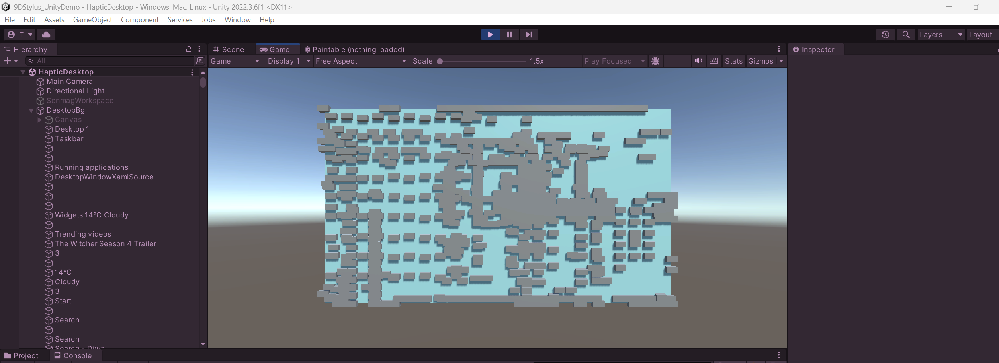 9DStylus_UnityDemo - HapticDesktop - Windows, Mac, Linux - Unity 2022.3.6f1 <DX11>
File Edit Assets GameObject Component Services Jobs Window Help
T Layers Layout
Hierarchy
All
HapticDesktop
Main Camera
Directional Light
SenmagWorkspace
DesktopBg
Canvas
Desktop 1
Taskbar
Running applications
DesktopWindowXamlSource
Widgets 14°C Cloudy
Trending videos
The Witcher Season 4 Trailer
3
14°C
Cloudy
3
Start
Search
Search
Search - Diwali
Scene Game Paintable (nothing loaded)
Game Display 1 Free Aspect Scale 1.5x Play Focused Stats Gizmos
Inspector
Project Console